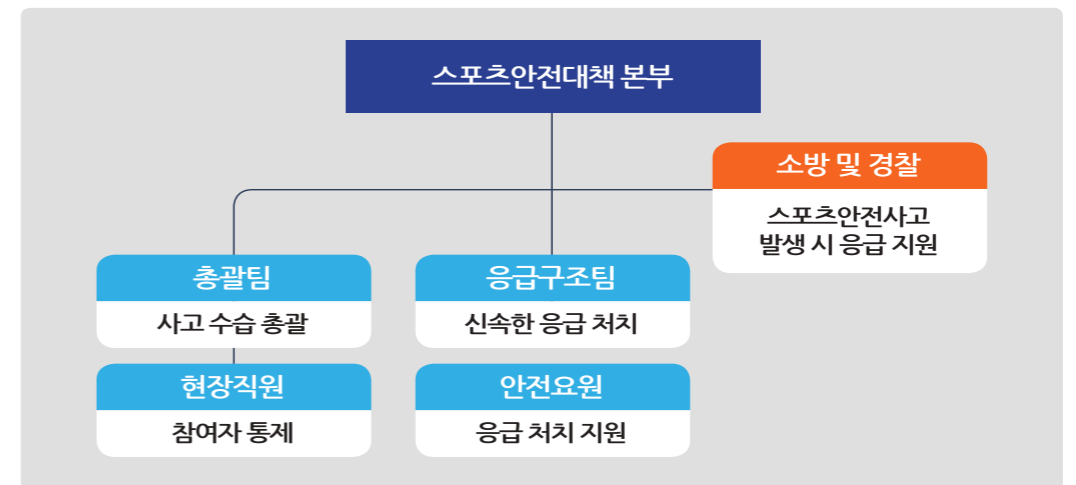 스포츠안전대책 본부
소방 및 경찰
스포츠안전사고
발생 시 응급 지원
총괄팀
사고 수습 총괄
응급구조팀
신속한 응급 처치
현장직원
참여자 통제
안전요원
응급 처치 지원